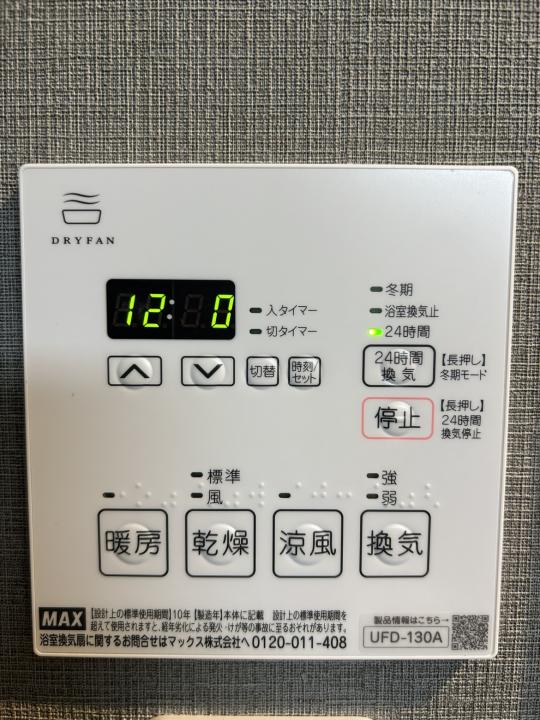 DRYFAN
12: 0
入タイマー
切タイマー
冬期
浴室換気止
24時間
切替
時刻/
セット
24時間
換気
【長押し】
冬期モード
停止
【長押し】
24時間
換気停止
標準
風
強
弱
暖房
乾燥
涼風
換気
MAX
【設計上の標準使用期間】10年【製造年】本体に記載 設計上の標準使用期間を
超えて使用されますと、経年劣化による発火・けが等の事故に至るおそれがあります。
浴室換気扇に関するお問合せはマックス株式会社へ 0120-011-408
製品情報はこちら→
UFD-130A